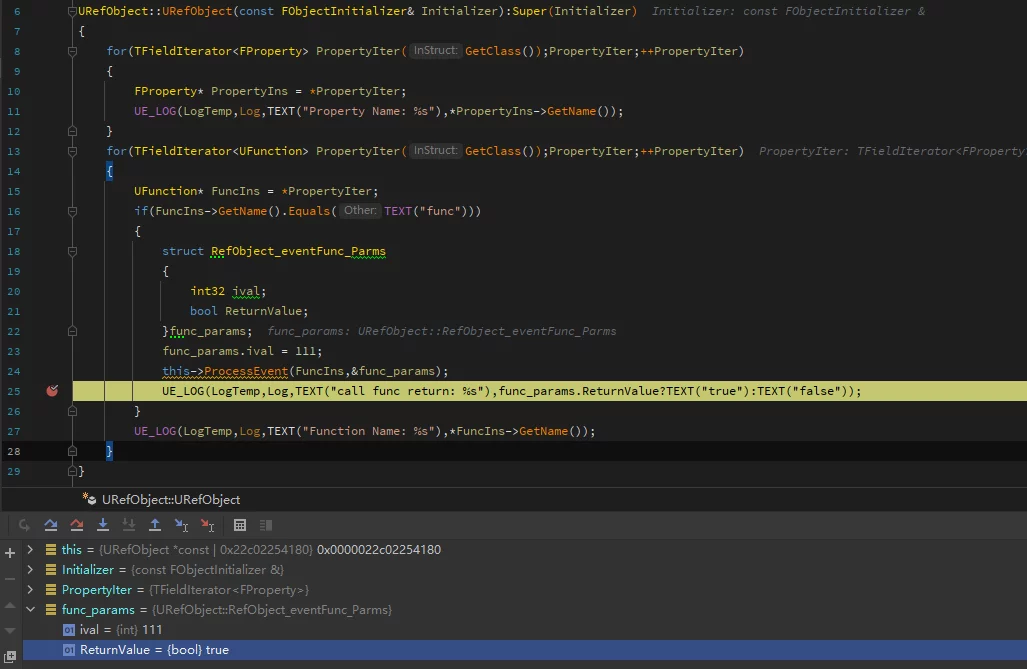 6 URefObject::URefObject(const FObjectInitializer& Initializer):Super(Initializer) Initializer: const FObjectInitializer &
7 {
8 for(TFieldIterator<FProperty> PropertyIter( InStruct: GetClass());PropertyIter;++PropertyIter)
9 {
10 FProperty* PropertyIns = *PropertyIter;
11 UE_LOG(LogTemp,Log,TEXT("Property Name: %s"),*PropertyIns->GetName());
12 }
13 for(TFieldIterator<UFunction> PropertyIter( InStruct: GetClass());PropertyIter;++PropertyIter) PropertyIter: TFieldIterator<FProperty
14 {
15 UFunction* FuncIns = *PropertyIter;
16 if(FuncIns->GetName().Equals( Other: TEXT("func")))
17 {
18 struct RefObject_eventFunc_Parms
19 {
20 int32 ival;
21 bool ReturnValue;
22 }func_params; func_params: URefObject::RefObject_eventFunc_Parms
23 func_params.ival = 111;
24 this->ProcessEvent(FuncIns,&func_params);
25 UE_LOG(LogTemp,Log,TEXT("call func return: %s"),func_params.ReturnValue?TEXT("true"):TEXT("false"));
26 }
27 UE_LOG(LogTemp,Log,TEXT("Function Name: %s"),*FuncIns->GetName());
28 }
29 }
URefObject::URefObject
this = {URefObject *const | 0x22c02254180} 0x0000022c02254180
Initializer = {const FObjectInitializer &}
PropertyIter = {TFieldIterator<FProperty>}
func_params = {URefObject::RefObject_eventFunc_Parms}
01 ival = {int} 111
01 ReturnValue = {bool} true